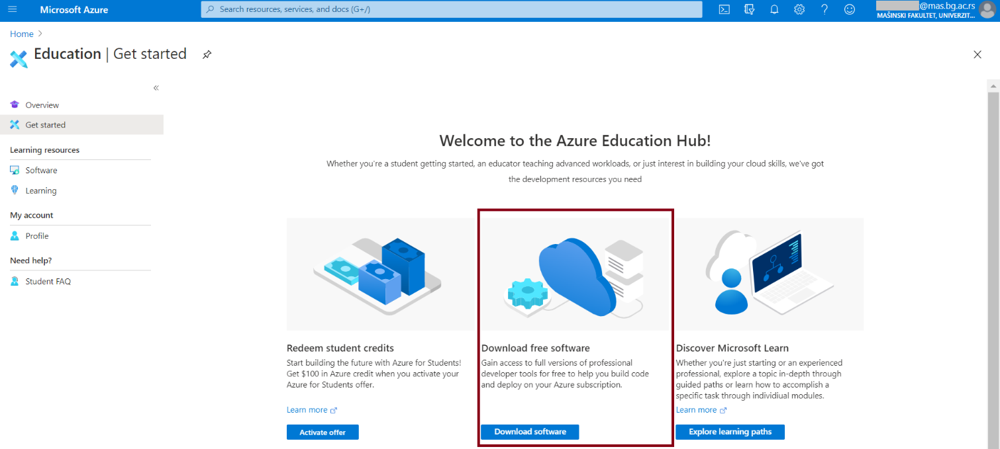 Microsoft Azure
Search resources, services, and docs (G+/)
@mas.bg.ac.rs
MAŠINSKI FAKULTET, UNIVERZIT...
Home >
Education | Get started
«
Overview
Get started
Learning resources
Software
Learning
My account
Profile
Need help?
Student FAQ
Welcome to the Azure Education Hub!
Whether you're a student getting started, an educator teaching advanced workloads, or just interest in building your cloud skills, we've got
the development resources you need
Redeem student credits
Start building the future with Azure for Students!
Get $100 in Azure credit when you activate your
Azure for Students offer.
Learn more
Activate offer
Download free software
Gain access to full versions of professional
developer tools for free to help you build code
and deploy on your Azure subscription.
Download software
Discover Microsoft Learn
Whether you're just starting or an experienced
professional, explore a topic in-depth through
guided paths or learn how to accomplish a
specific task through individiual modules.
Learn more
Explore learning paths